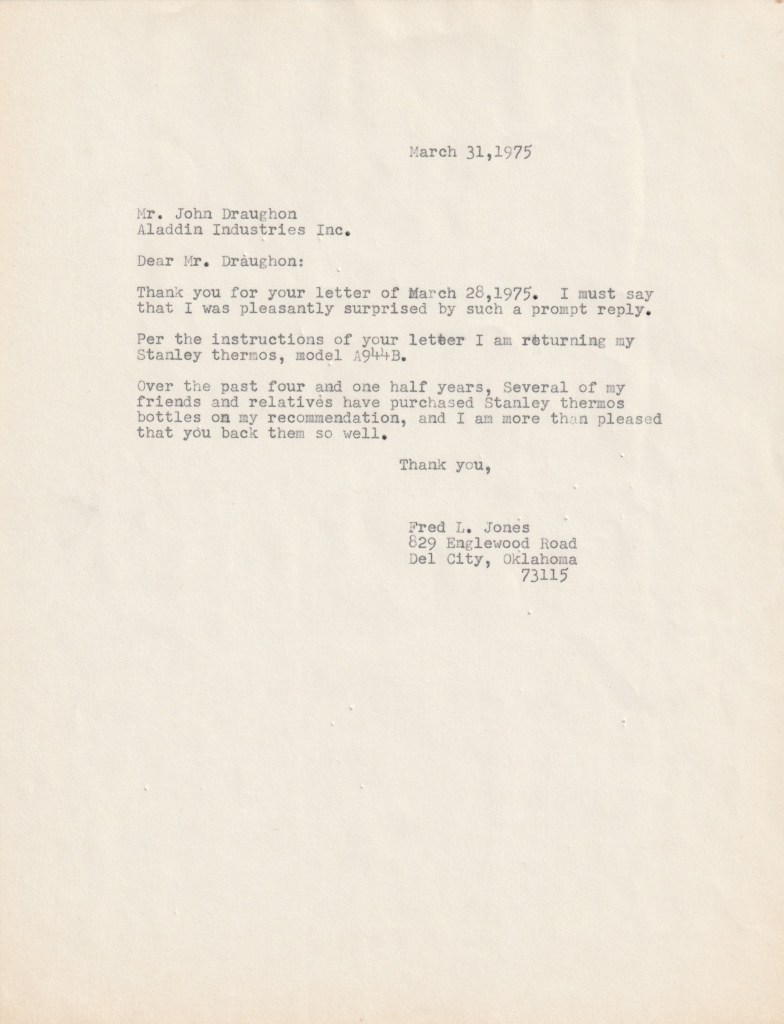 March 31,1975
Mr. John Draughon
Aladdin Industries Inc.
Dear Mr. Draughon:
Thank you for your letter of March 28,1975. I must say
that I was pleasantly surprised by such a prompt reply.
Per the instructions of your letter I am returning my
Stanley thermos, model A944B.
Over the past four and one half years, Several of my
friends and relatives have purchased Stanley thermos
bottles on my recommendation, and I am more than pleased
that you back them so well.
Thank you,
Fred L. Jones
829 Englewood Road
Del City, Oklahoma
73115